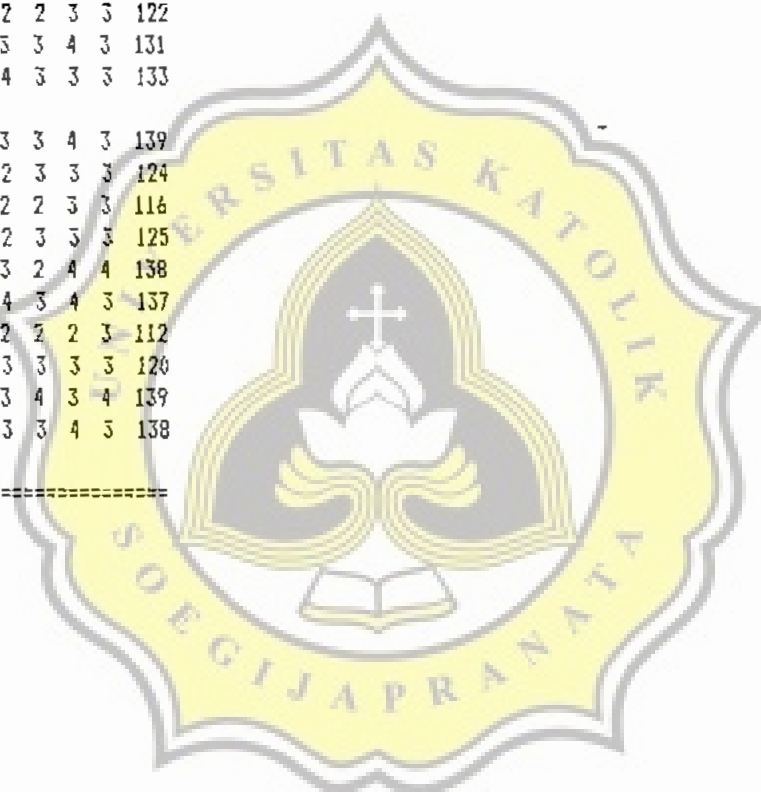 2 2 3 3 122
3 3 4 3 131
4 3 3 3 133
3 3 4 3 139
2 3 3 3 124
2 2 3 3 116
2 3 3 3 125
3 2 4 4 138
4 3 4 3 137
2 2 2 3 112
3 3 3 3 120
3 4 3 4 139
3 3 4 3 138
=================
UNIVERSITAS KATOLIK
SOEGIJAPRANATA